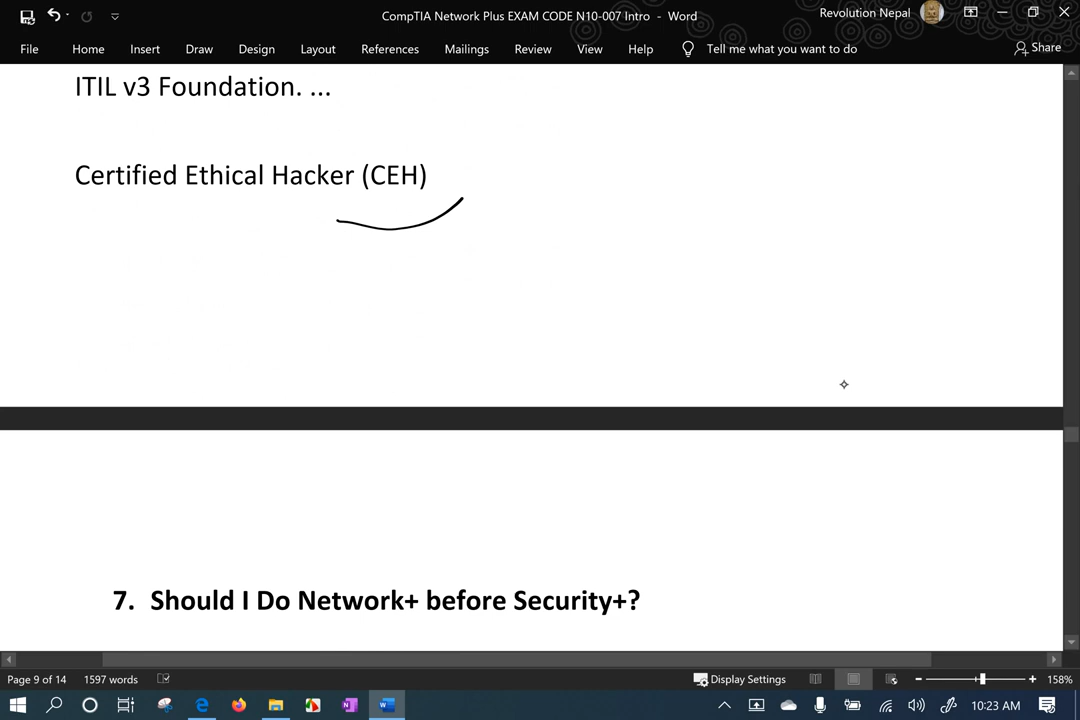 CompTIA Network Plus EXAM CODE N10-007 Intro - Word
Revolution Nepal
File Home Insert Draw Design Layout References Mailings Review View Help Tell me what you want to do Share
ITIL v3 Foundation. ...
Certified Ethical Hacker (CEH)
7. Should I Do Network+ before Security+?
Page 9 of 14 1597 words Display Settings 158%
10:23 AM